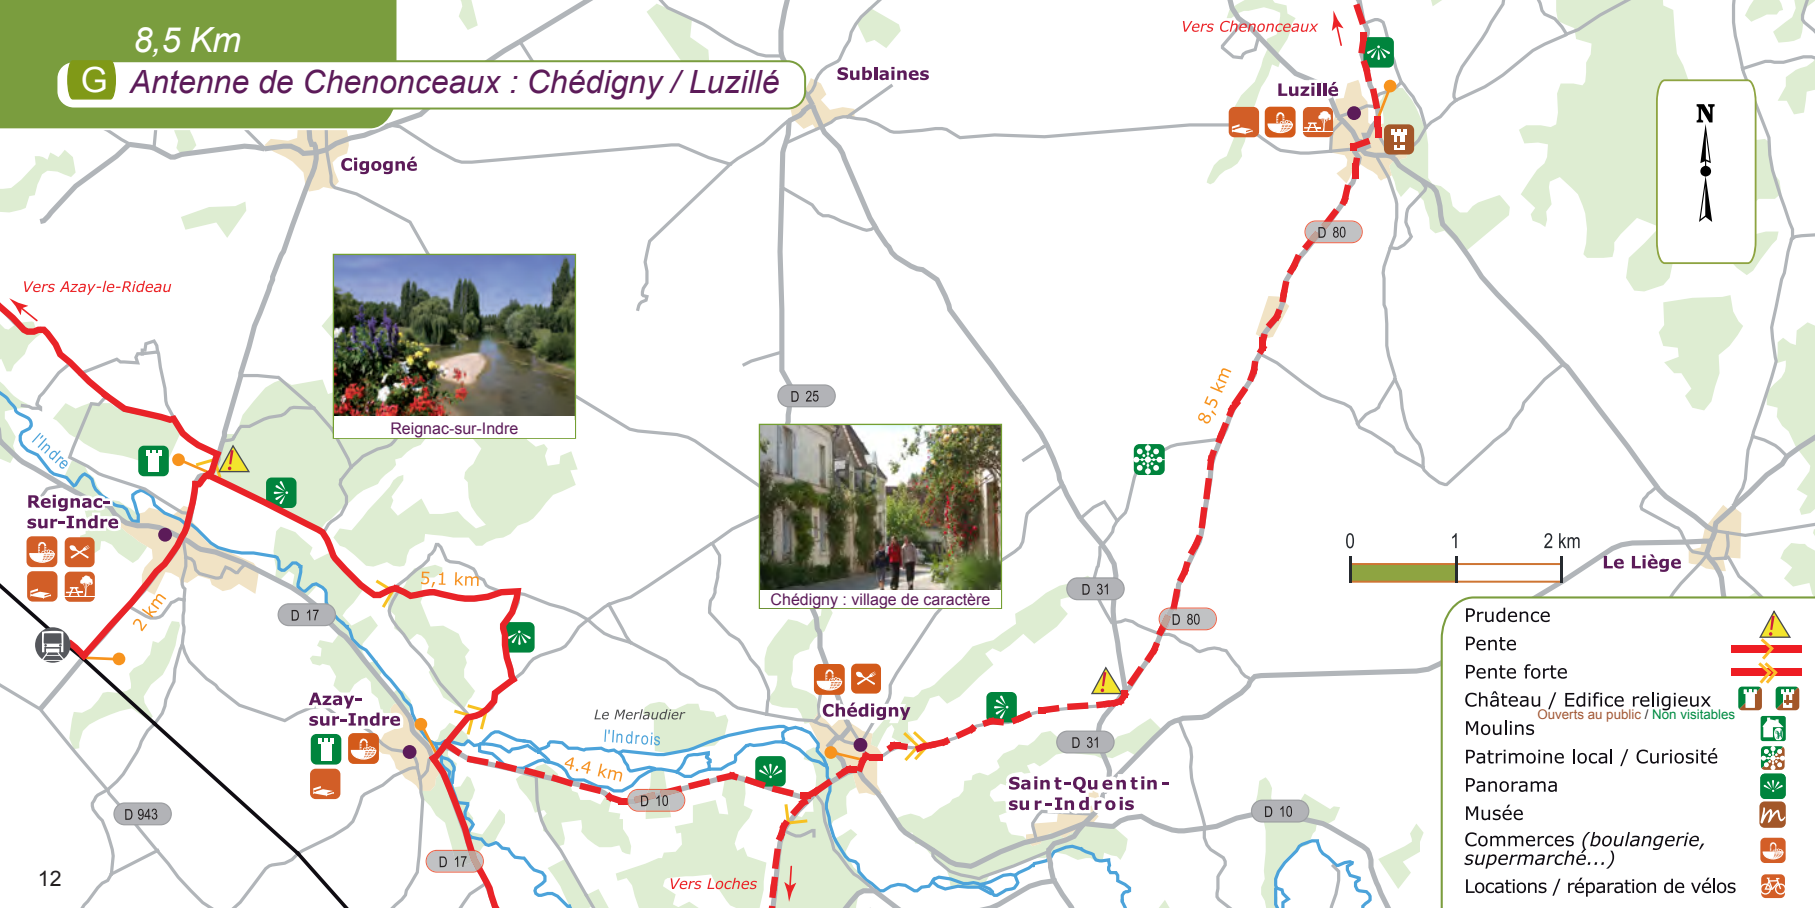 8,5 Km
G Antenne de Chenonceaux : Chédigny / Luzillé
Vers Chenonceaux
Sublaines
Luzillé
Cigogné
N
D 80
Vers Azay-le-Rideau
Reignac-sur-Indre
D 25
8,5 km
l'Indre
Reignac-
sur-Indre
Chédigny : village de caractère
0 1 2 km
Le Liège
5,1 km
D 31
2 km
D 17
D 80
Azay-
sur-Indre
Le Merlaudier
l'Indrois
Chédigny
D 31
4.4 km
D 10
Saint-Quentin-
sur-Indrois
D 943
D 10
D 17
Vers Loches
12
Prudence
Pente
Pente forte
Château / Edifice religieux
Ouverts au public / Non visitables
Moulins
Patrimoine local / Curiosité
Panorama
Musée
m
Commerces (boulangerie,
supermarché...)
Locations / réparation de vélos